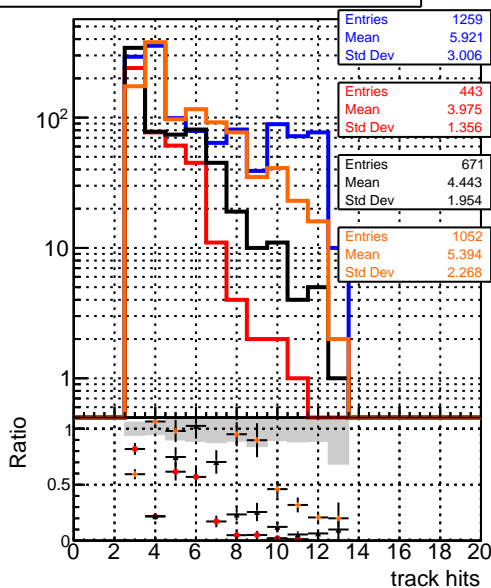 Entries 1259
Mean 5.921
Std Dev 3.006
Entries 443
Mean 3.975
Std Dev 1.356
Entries 671
Mean 4.443
Std Dev 1.954
Entries 1052
Mean 5.394
Std Dev 2.268
10²
10
1
Ratio
1
0.5
0
0 2 4 6 8 10 12 14 16 18 20
track hits